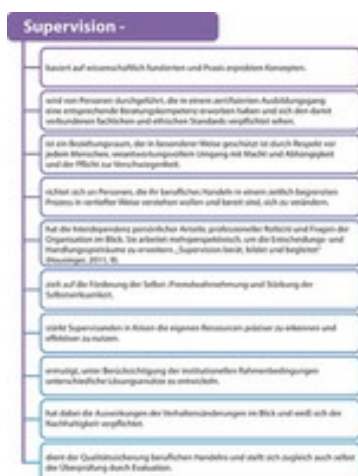 Supervision -
basiert auf wissenschaftlich fundierten und Praxis erprobten Konzepten.
wird von Personen durchgeführt, die in einem zertifizierten Ausbildungsgang
eine entsprechende Beratungskompetenz erworben haben und sich den damit
verbundenen fachlichen und ethischen Standards verpflichtet sehen.
ist ein Beziehungsraum, der in besonderer Weise geschützt ist durch Respekt vor
jedem Menschen, verantwortungsvollem Umgang mit Macht und Abhängigkeit
und der Pflicht zur Verschwiegenheit.
richtet sich an Personen, die ihr berufliches Handeln in einem zeitlich begrenzten
Prozess in vertiefter Weise verstehen wollen und bereit sind, sich zu verändern.
hat die Interdependenz persönlicher Anteile, professioneller Rolle(n) und Fragen der
Organisation im Blick. Sie arbeitet mehrperspektivisch, um die Entscheidungs- und
Handlungsspielräume zu erweitern. „Supervision berät, bildet und begleitet“
(Hausinger, 2011, 9).
zielt auf die Förderung der Selbst-/Fremdwahrnehmung und Stärkung der
Selbstwirksamkeit.
stärkt Supervisanden in Krisen die eigenen Ressourcen präziser zu erkennen und
effektiver zu nutzen.
ermutigt, unter Berücksichtigung der institutionellen Rahmenbedingungen
unterschiedliche Lösungsansätze zu entwickeln.
hat dabei die Auswirkungen der Verhaltensänderungen im Blick und weiß sich der
Nachhaltigkeit verpflichtet.
dient der Qualitätssicherung beruflichen Handelns und stellt sich zugleich auch selbst
der Überprüfung durch Evaluation.